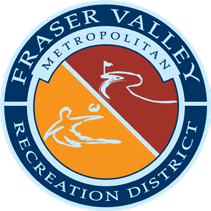 FRASER VALLEY
METROPOLITAN
RECREATION DISTRICT